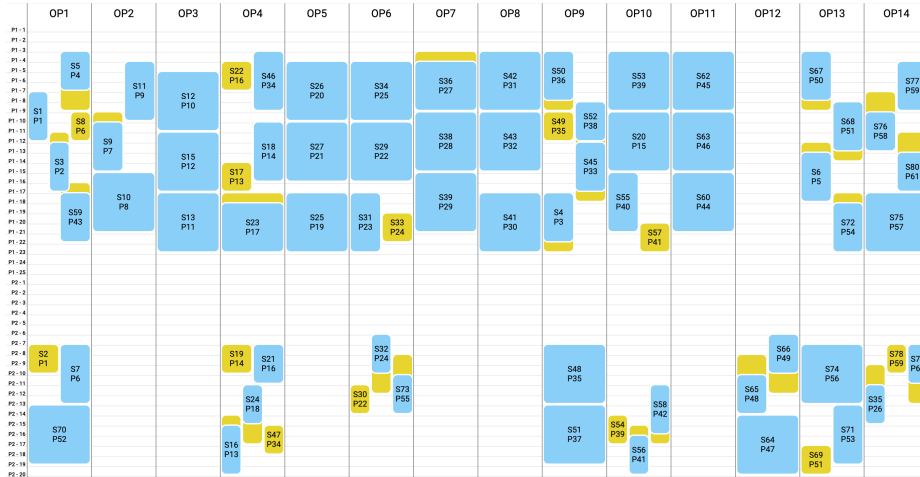 OP1 OP2 OP3 OP4 OP5 OP6 OP7 OP8 OP9 OP10 OP11 OP12 OP13 OP14
P1 - 1
P1 - 2
P1 - 3
P1 - 4
P1 - 5
P1 - 6
P1 - 7
P1 - 8
P1 - 9
P1 - 10
P1 - 11
P1 - 12
P1 - 13
P1 - 14
P1 - 15
P1 - 16
P1 - 17
P1 - 18
P1 - 19
P1 - 20
P1 - 21
P1 - 22
P1 - 23
P1 - 24
P1 - 25
P2 - 1
P2 - 2
P2 - 3
P2 - 4
P2 - 5
P2 - 6
P2 - 7
P2 - 8
P2 - 9
P2 - 10
P2 - 11
P2 - 12
P2 - 13
P2 - 14
P2 - 15
P2 - 16
P2 - 17
P2 - 18
P2 - 19
P2 - 20
S5
P4
S1
P1
S8
P6
S3
P2
S59
P43
S2
P1
S7
P6
S70
P52
S11
P9
S9
P7
S10
P8
S12
P10
S15
P12
S13
P11
S22
P16
S46
P34
S18
P14
S17
P13
S23
P17
S19
P14
S21
P16
S24
P18
S16
P13
S47
P34
S26
P20
S27
P21
S25
P19
S34
P25
S29
P22
S31
P23
S33
P24
S32
P24
S30
P22
S73
P55
S36
P27
S38
P28
S39
P29
S42
P31
S43
P32
S41
P30
S50
P36
S49
P35
S52
P38
S45
P33
S4
P3
S48
P35
S51
P37
S53
P39
S20
P15
S55
P40
S57
P41
S58
P42
S54
P39
S56
P41
S62
P45
S63
P46
S60
P44
S66
P49
S65
P48
S64
P47
S67
P50
S68
P51
S6
P5
S72
P54
S74
P56
S71
P53
S69
P51
S77
P59
S76
P58
S80
P61
S75
P57
S78
P59
S35
P26